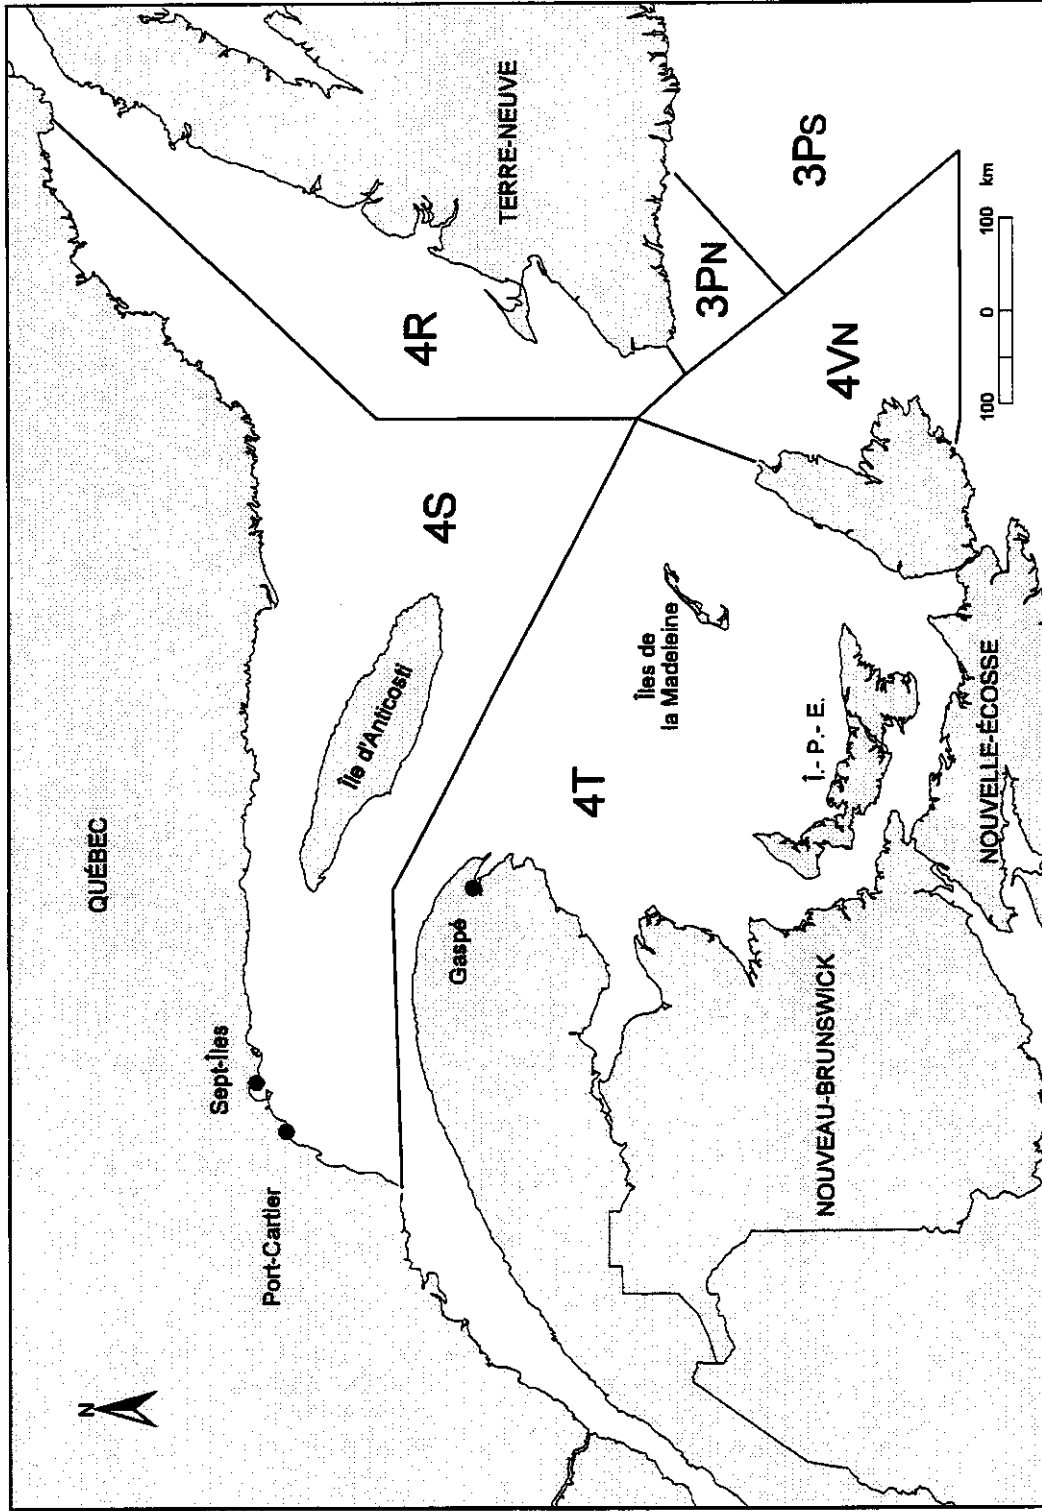 N
QUÉBEC
Sept-Îles
Port-Cartier
Île d'Anticosti
4S
4R
TERRE-NEUVE
Gaspé
4T
Îles de
la Madeleine
3PN
3PS
4VN
Î.-P.-E.
NOUVEAU-BRUNSWICK
NOUVELLE-ÉCOSSE
100 0 100 km